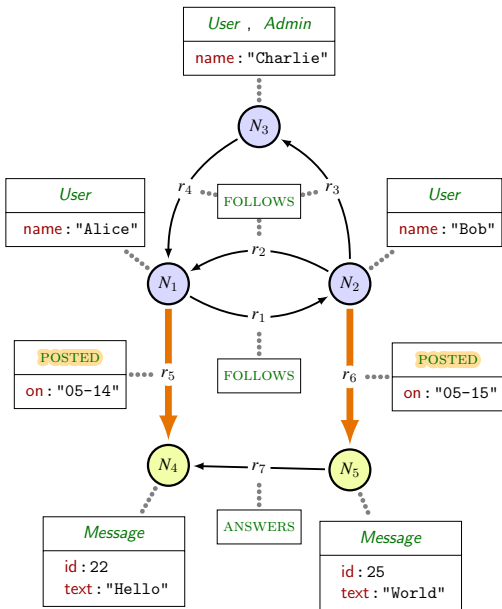 User , Admin
name : "Charlie"
N3
r4
r3
FOLLOWS
User
name : "Alice"
User
name : "Bob"
r2
N1
N2
r1
POSTED
on : "05-14"
r5
FOLLOWS
r6
POSTED
on : "05-15"
N4
r7
N5
Message
id : 22
text : "Hello"
ANSWERS
Message
id : 25
text : "World"